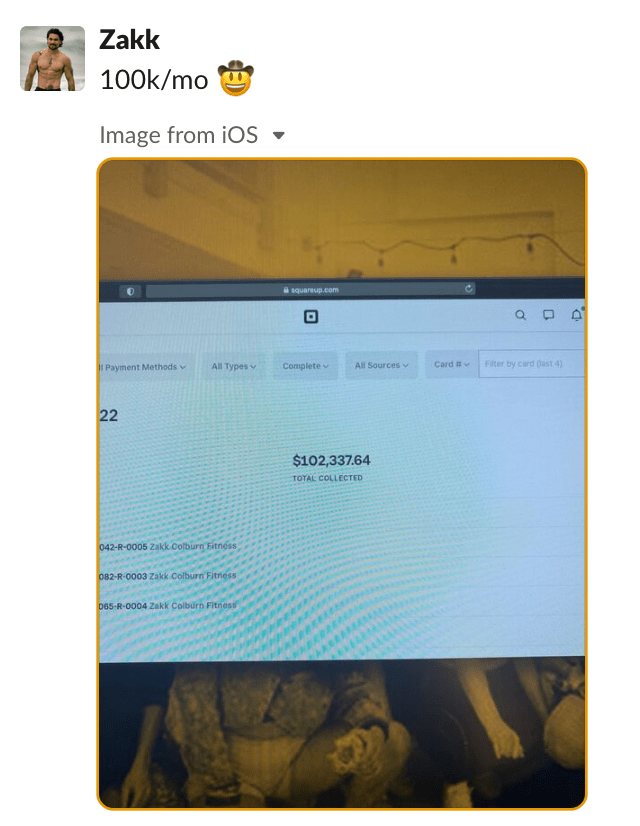 Zakk
100k/mo 🤠
Image from iOS
squareup.com
ll Payment Methods
All Types
Complete
All Sources
Card #
Filter by card (last 4)
22
$102,337.64
TOTAL COLLECTED
042-R-0005 Zakk Colburn Fitness
082-R-0003 Zakk Colburn Fitness
065-R-0004 Zakk Colburn Fitness